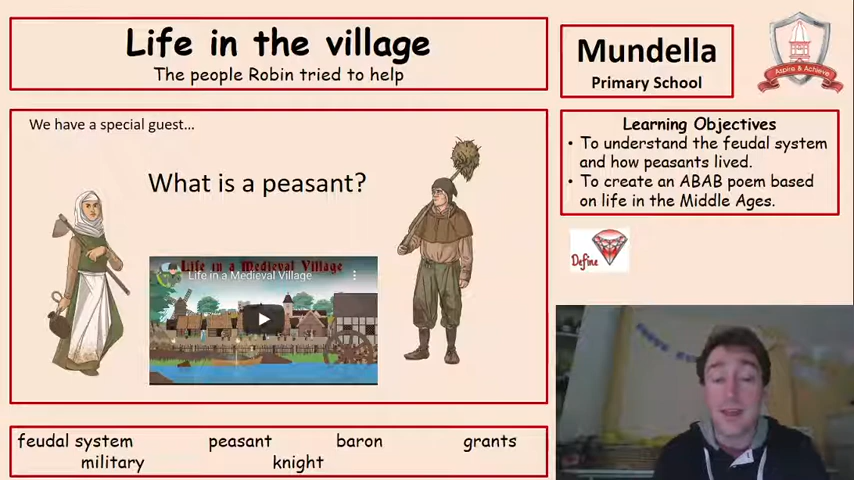 Life in the village
The people Robin tried to help
Mundella
Primary School
Aspire & Achieve
We have a special guest...
What is a peasant?
Life in a Medieval Village
Life in a Medieval Village
Learning Objectives
• To understand the feudal system
and how peasants lived.
• To create an ABAB poem based
on life in the Middle Ages.
Define
feudal system peasant baron grants
military knight